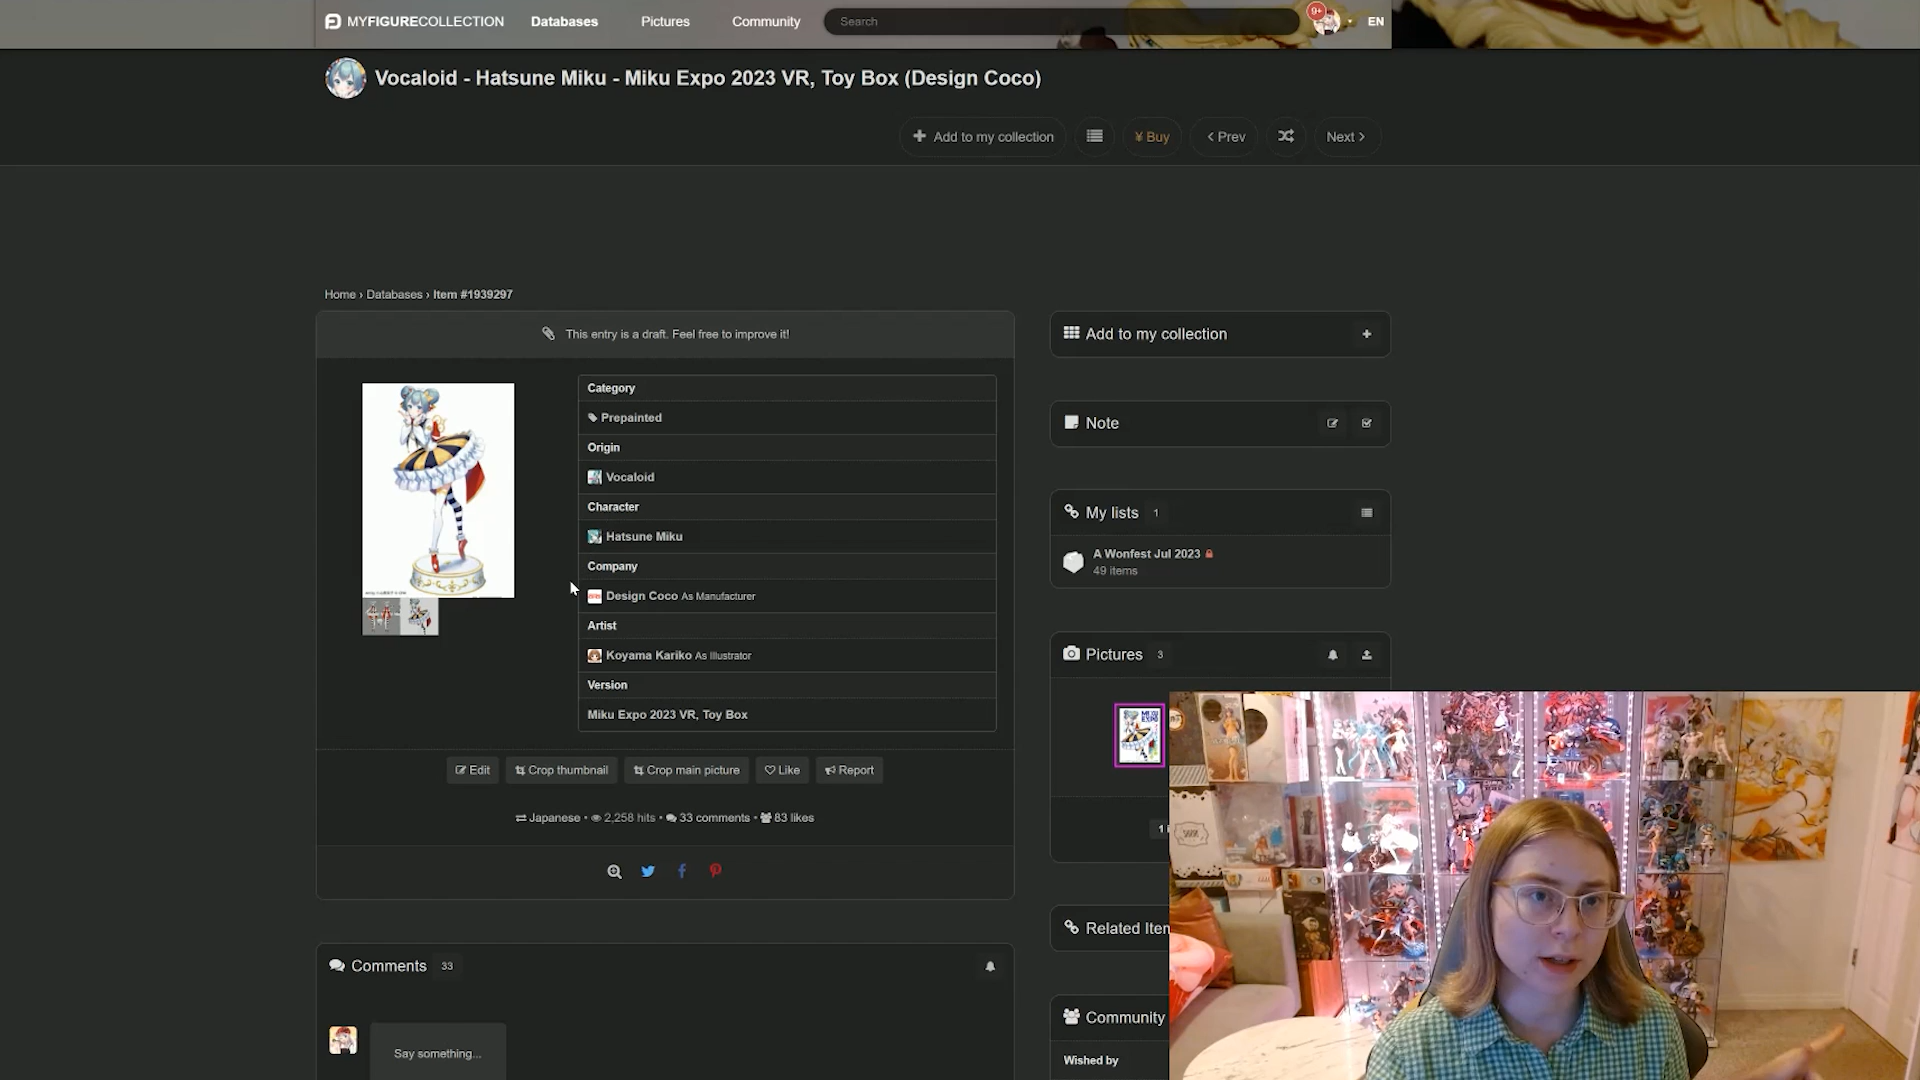 MYFIGURECOLLECTION Databases Pictures Community Search 9+ EN
Vocaloid - Hatsune Miku - Miku Expo 2023 VR, Toy Box (Design Coco)
Add to my collection ¥ Buy Prev Next
Home › Databases › Item #1939297
This entry is a draft. Feel free to improve it!
Category
Prepainted
Origin
Vocaloid
Character
Hatsune Miku
Company
Design Coco As Manufacturer
Artist
Koyama Kariko As Illustrator
Version
Miku Expo 2023 VR, Toy Box
Edit Crop thumbnail Crop main picture Like Report
Japanese • 2,258 hits • 33 comments • 83 likes
Comments 33
Say something...
Add to my collection
Note
My lists 1
A Wonfest Jul 2023
49 items
Pictures 3
MIKU
EXPO
Related Iten
Community
Wished by